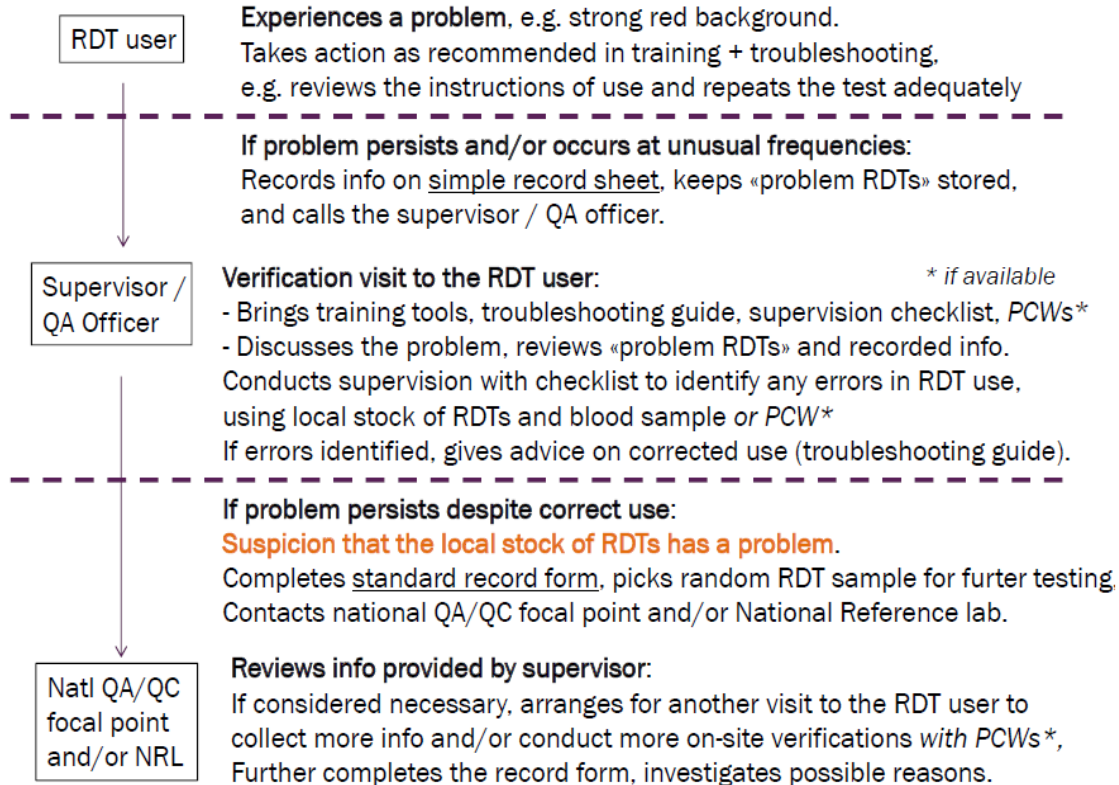 RDT user
Experiences a problem, e.g. strong red background.
Takes action as recommended in training + troubleshooting,
e.g. reviews the instructions of use and repeats the test adequately
If problem persists and/or occurs at unusual frequencies:
Records info on simple record sheet, keeps «problem RDTs» stored,
and calls the supervisor / QA officer.
Supervisor /
QA Officer
Verification visit to the RDT user:
* if available
- Brings training tools, troubleshooting guide, supervision checklist, PCWs*
- Discusses the problem, reviews «problem RDTs» and recorded info.
Conducts supervision with checklist to identify any errors in RDT use,
using local stock of RDTs and blood sample or PCW*
If errors identified, gives advice on corrected use (troubleshooting guide).
If problem persists despite correct use:
Suspicion that the local stock of RDTs has a problem.
Completes standard record form, picks random RDT sample for furter testing,
Contacts national QA/QC focal point and/or National Reference lab.
Natl QA/QC
focal point
and/or NRL
Reviews info provided by supervisor:
If considered necessary, arranges for another visit to the RDT user to
collect more info and/or conduct more on-site verifications with PCWs*,
Further completes the record form, investigates possible reasons.